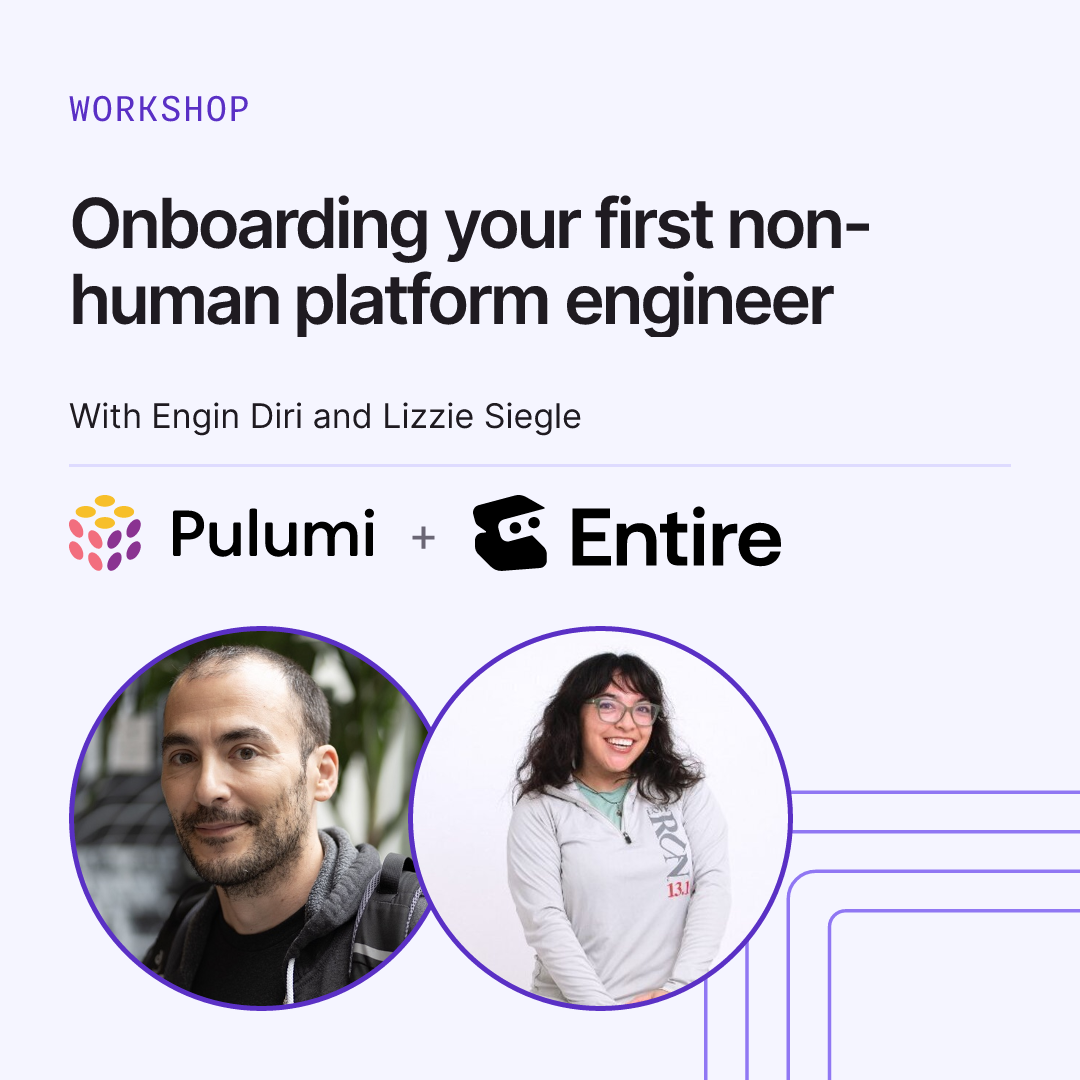 WORKSHOP
Onboarding your first non-
human platform engineer
With Engin Diri and Lizzie Siegle
Pulumi + Entire
RUN
13.1